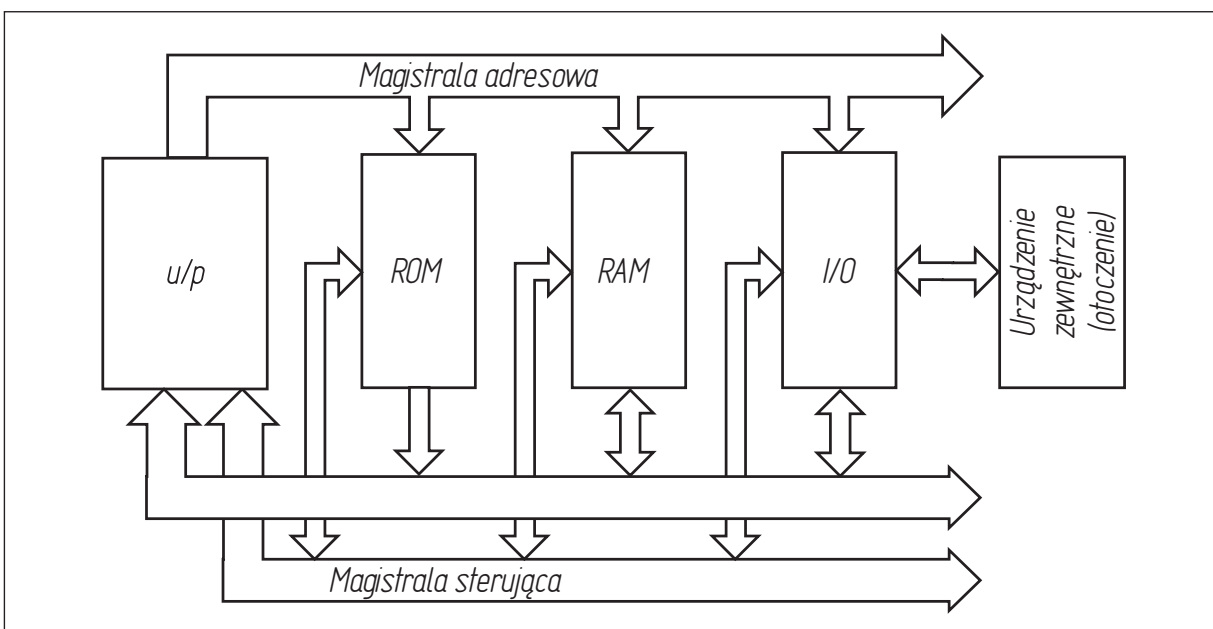 Magistrala adresowa
u/p
ROM
RAM
I/O
Urządzenie
zewnętrzne
(otoczenie)
Magistrala sterująca